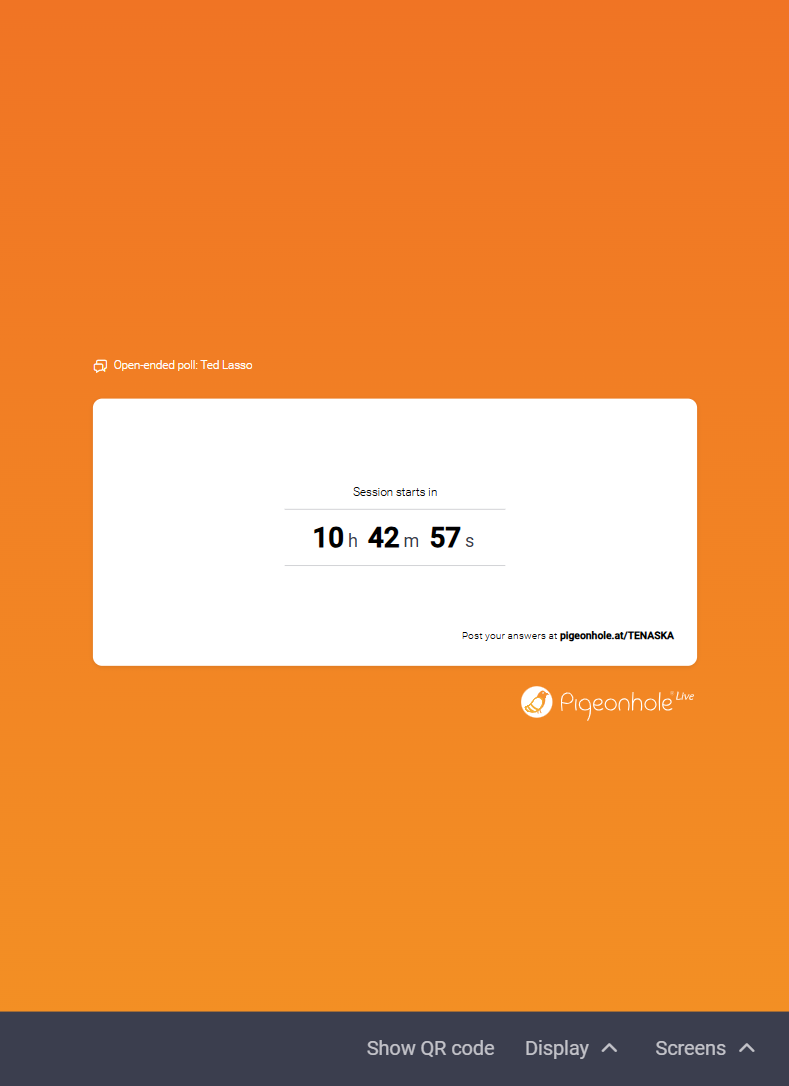 Open-ended poll: Ted Lasso
Session starts in
10 h 42 m 57 s
Post your answers at pigeonhole.at/TENASKA
Pigeonhole Live
Show QR code Display Screens